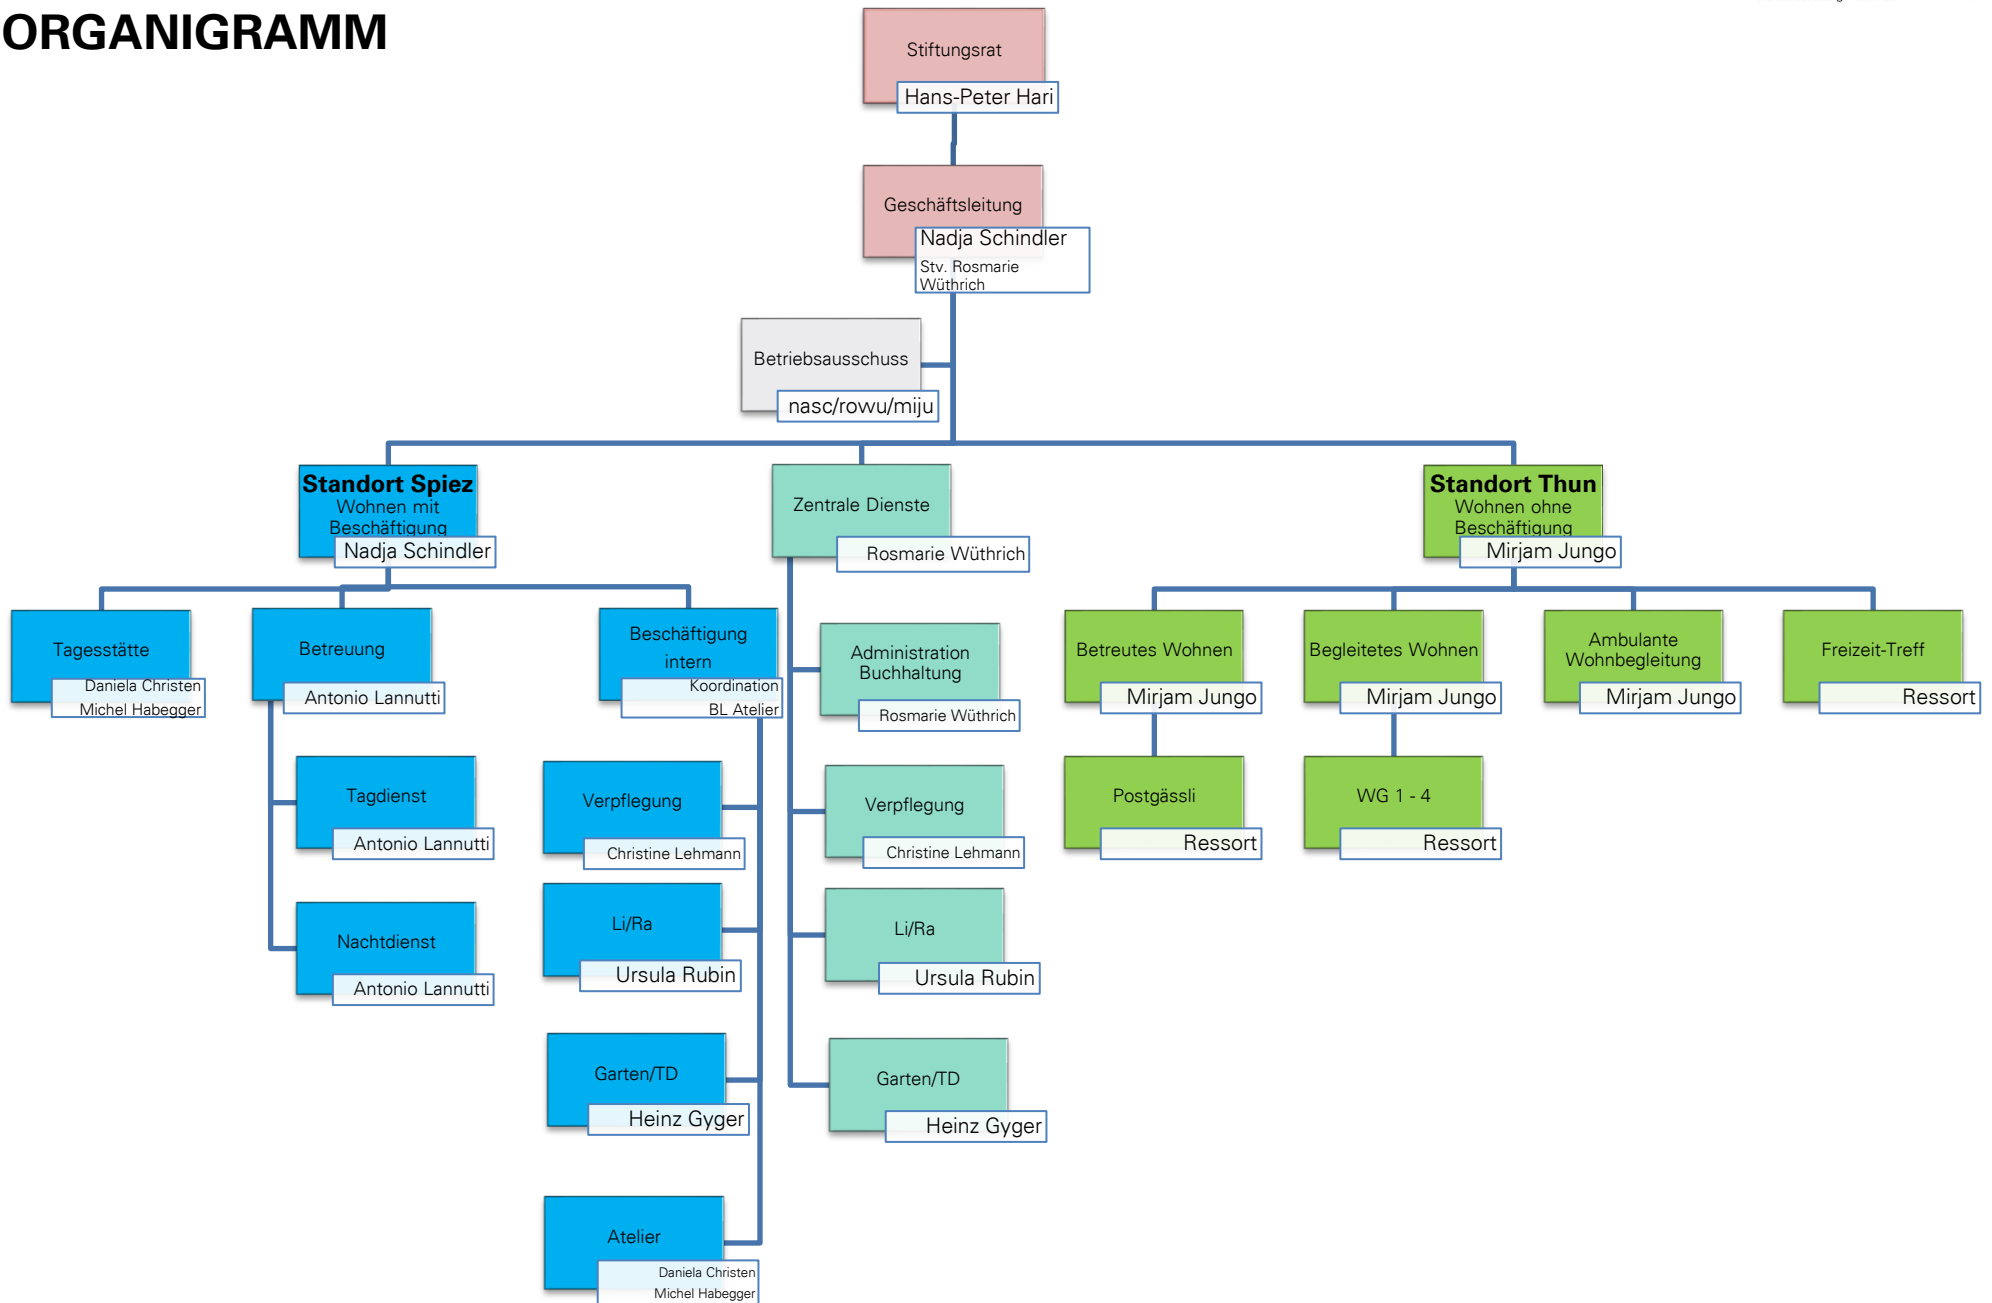 ORGANIGRAMM
Stiftungsrat
Hans-Peter Hari
Geschäftsleitung
Nadja Schindler
Stv. Rosmarie
Wüthrich
Betriebsausschuss
nasc/rowu/miju
Standort Spiez
Wohnen mit
Beschäftigung
Nadja Schindler
Zentrale Dienste
Rosmarie Wüthrich
Standort Thun
Wohnen ohne
Beschäftigung
Mirjam Jungo
Tagesstätte
Daniela Christen
Michel Habegger
Betreuung
Antonio Lannutti
Beschäftigung
intern
Koordination
BL Atelier
Administration
Buchhaltung
Rosmarie Wüthrich
Betreutes Wohnen
Mirjam Jungo
Begleitetes Wohnen
Mirjam Jungo
Ambulante
Wohnbegleitung
Mirjam Jungo
Freizeit-Treff
Ressort
Tagdienst
Antonio Lannutti
Verpflegung
Christine Lehmann
Verpflegung
Christine Lehmann
Postgässli
Ressort
WG 1 - 4
Ressort
Nachtdienst
Antonio Lannutti
Li/Ra
Ursula Rubin
Li/Ra
Ursula Rubin
Garten/TD
Heinz Gyger
Garten/TD
Heinz Gyger
Atelier
Daniela Christen
Michel Habegger